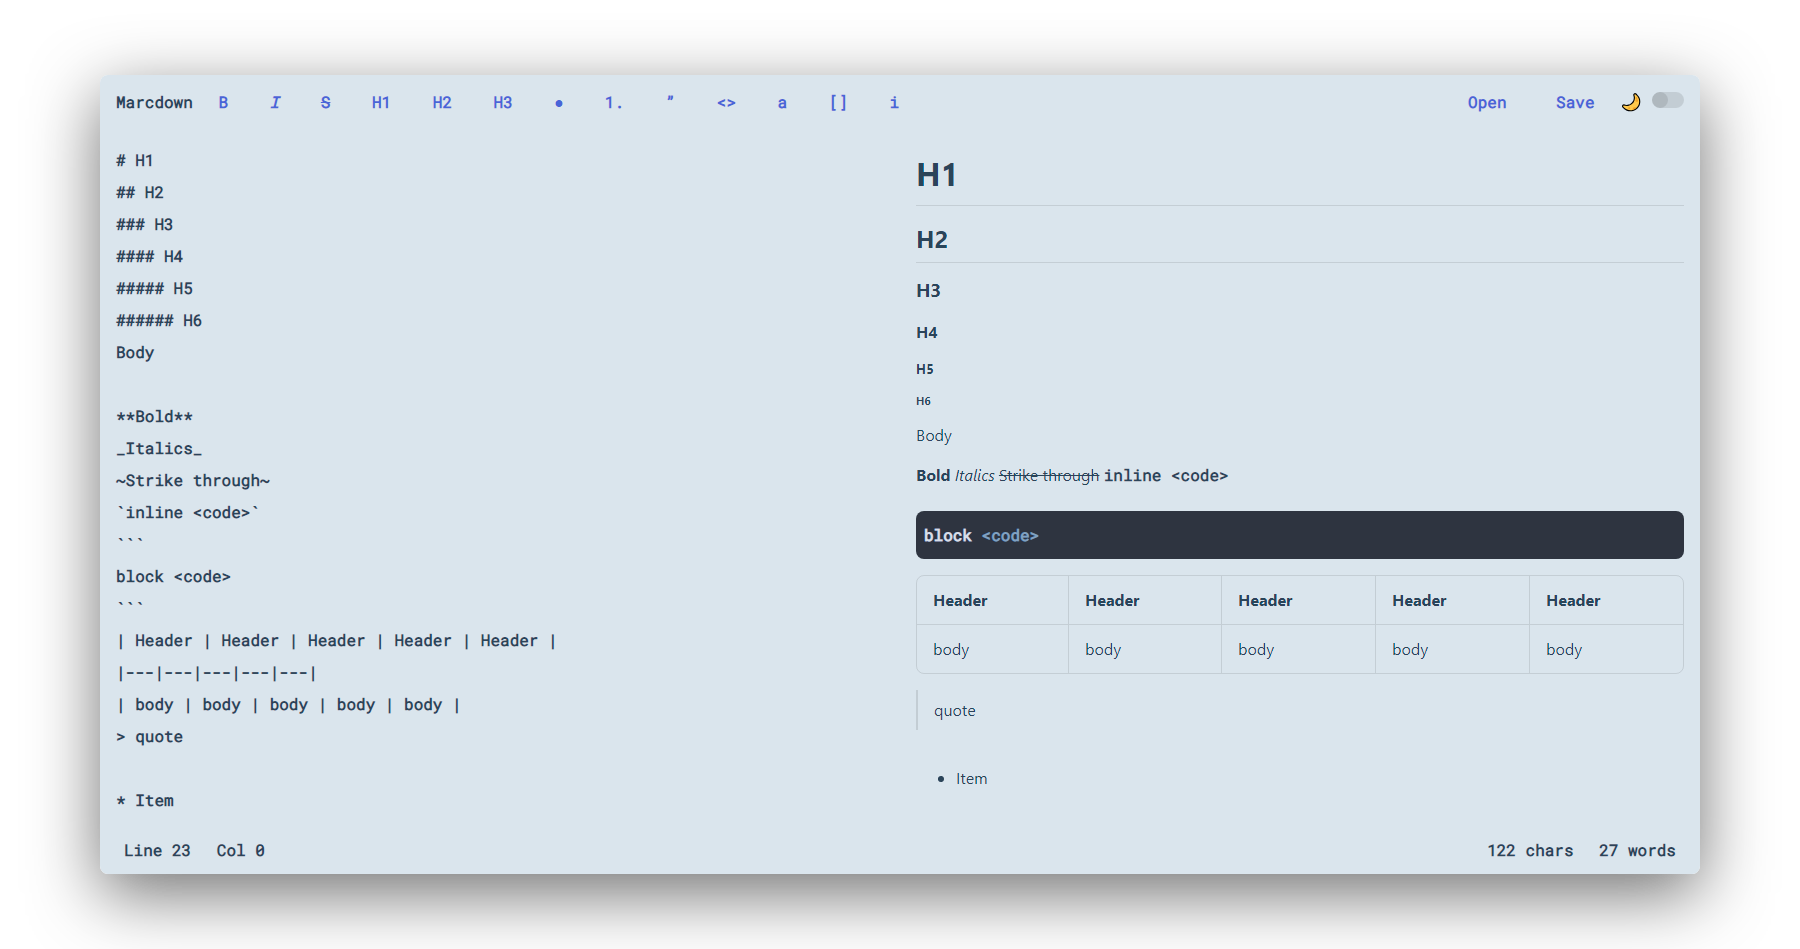 Marcdown B I S H1 H2 H3 • 1. " <> a [] i Open Save 🌙
# H1
## H2
### H3
#### H4
##### H5
###### H6
Body
**Bold**
_Italics_
~Strike through~
`inline <code>`
```
block <code>
```
| Header | Header | Header | Header | Header |
|---|---|---|---|---|
| body | body | body | body | body |
> quote
* Item
H1
H2
H3
H4
H5
H6
Body
Bold Italics Strike through inline <code>
block <code>
Header Header Header Header Header
body body body body body
quote
• Item
Line 23 Col 0 122 chars 27 words